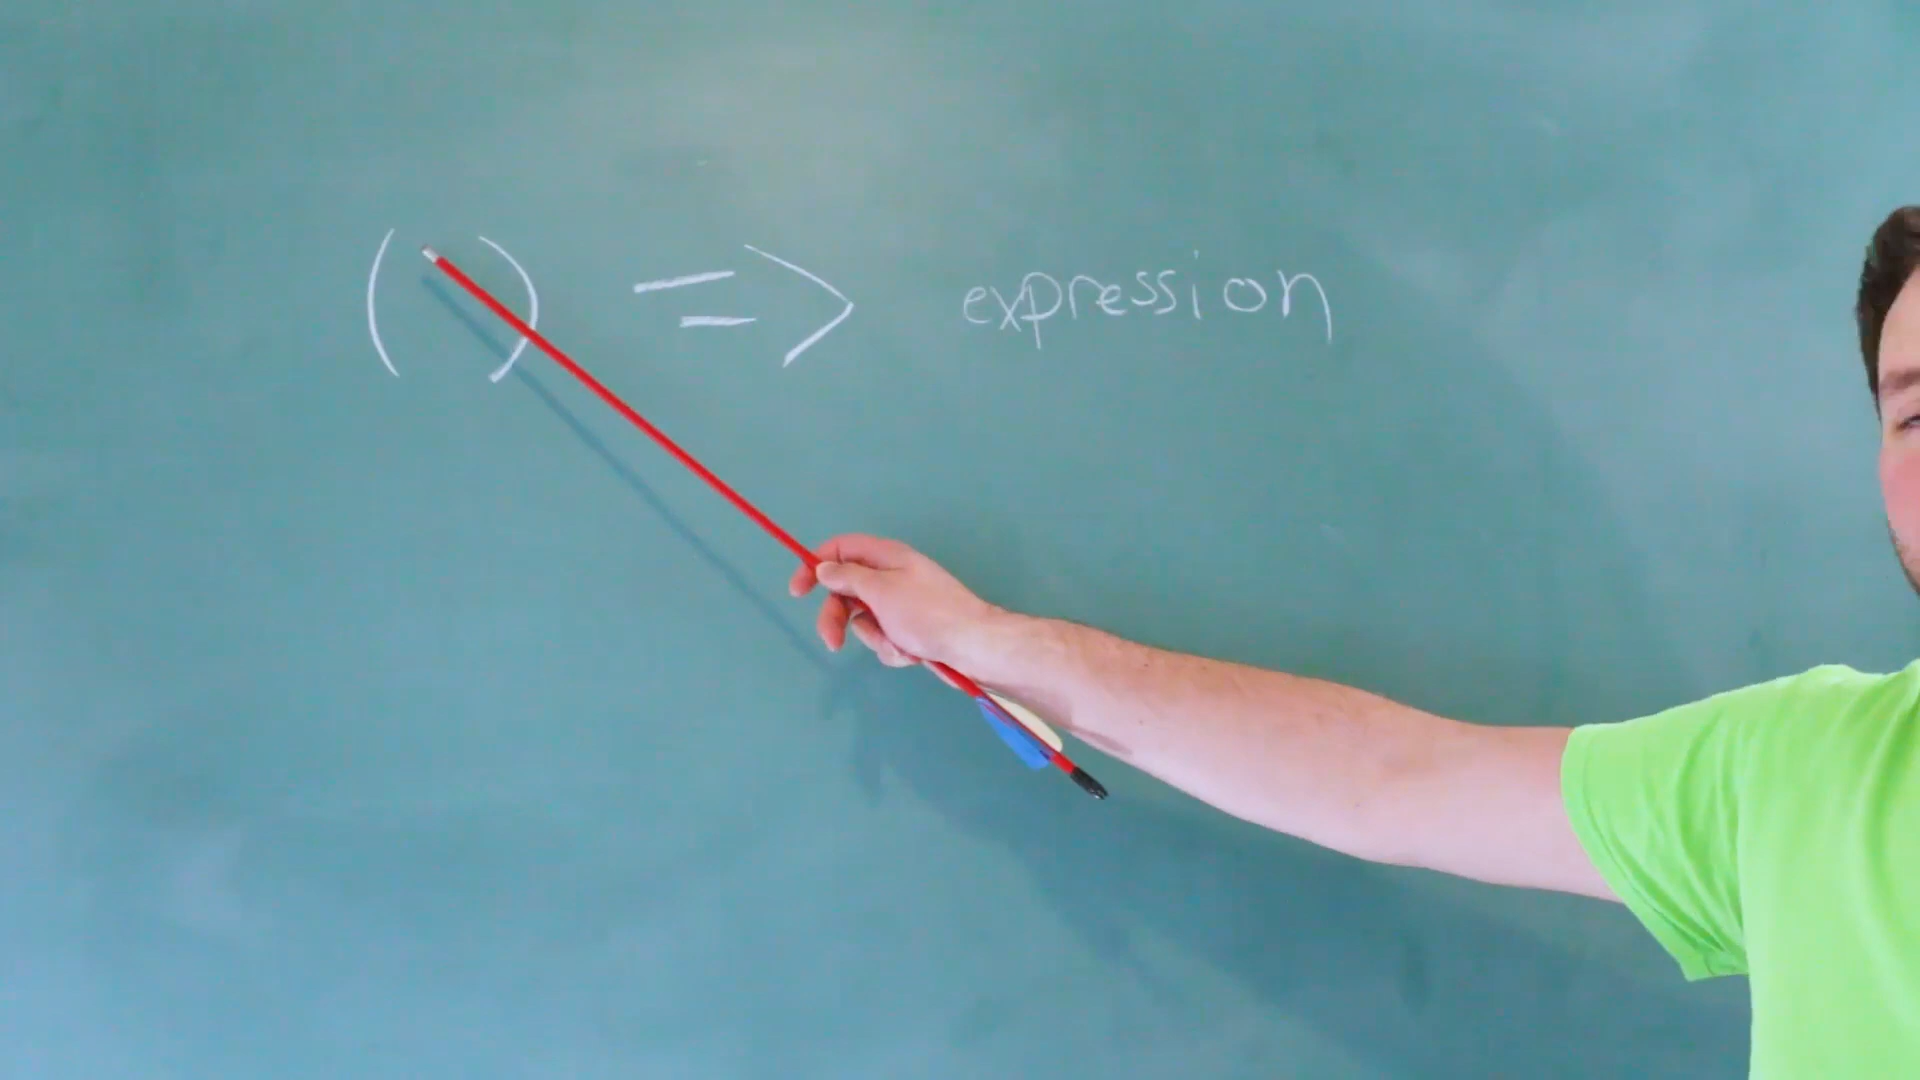 ( ) => expression